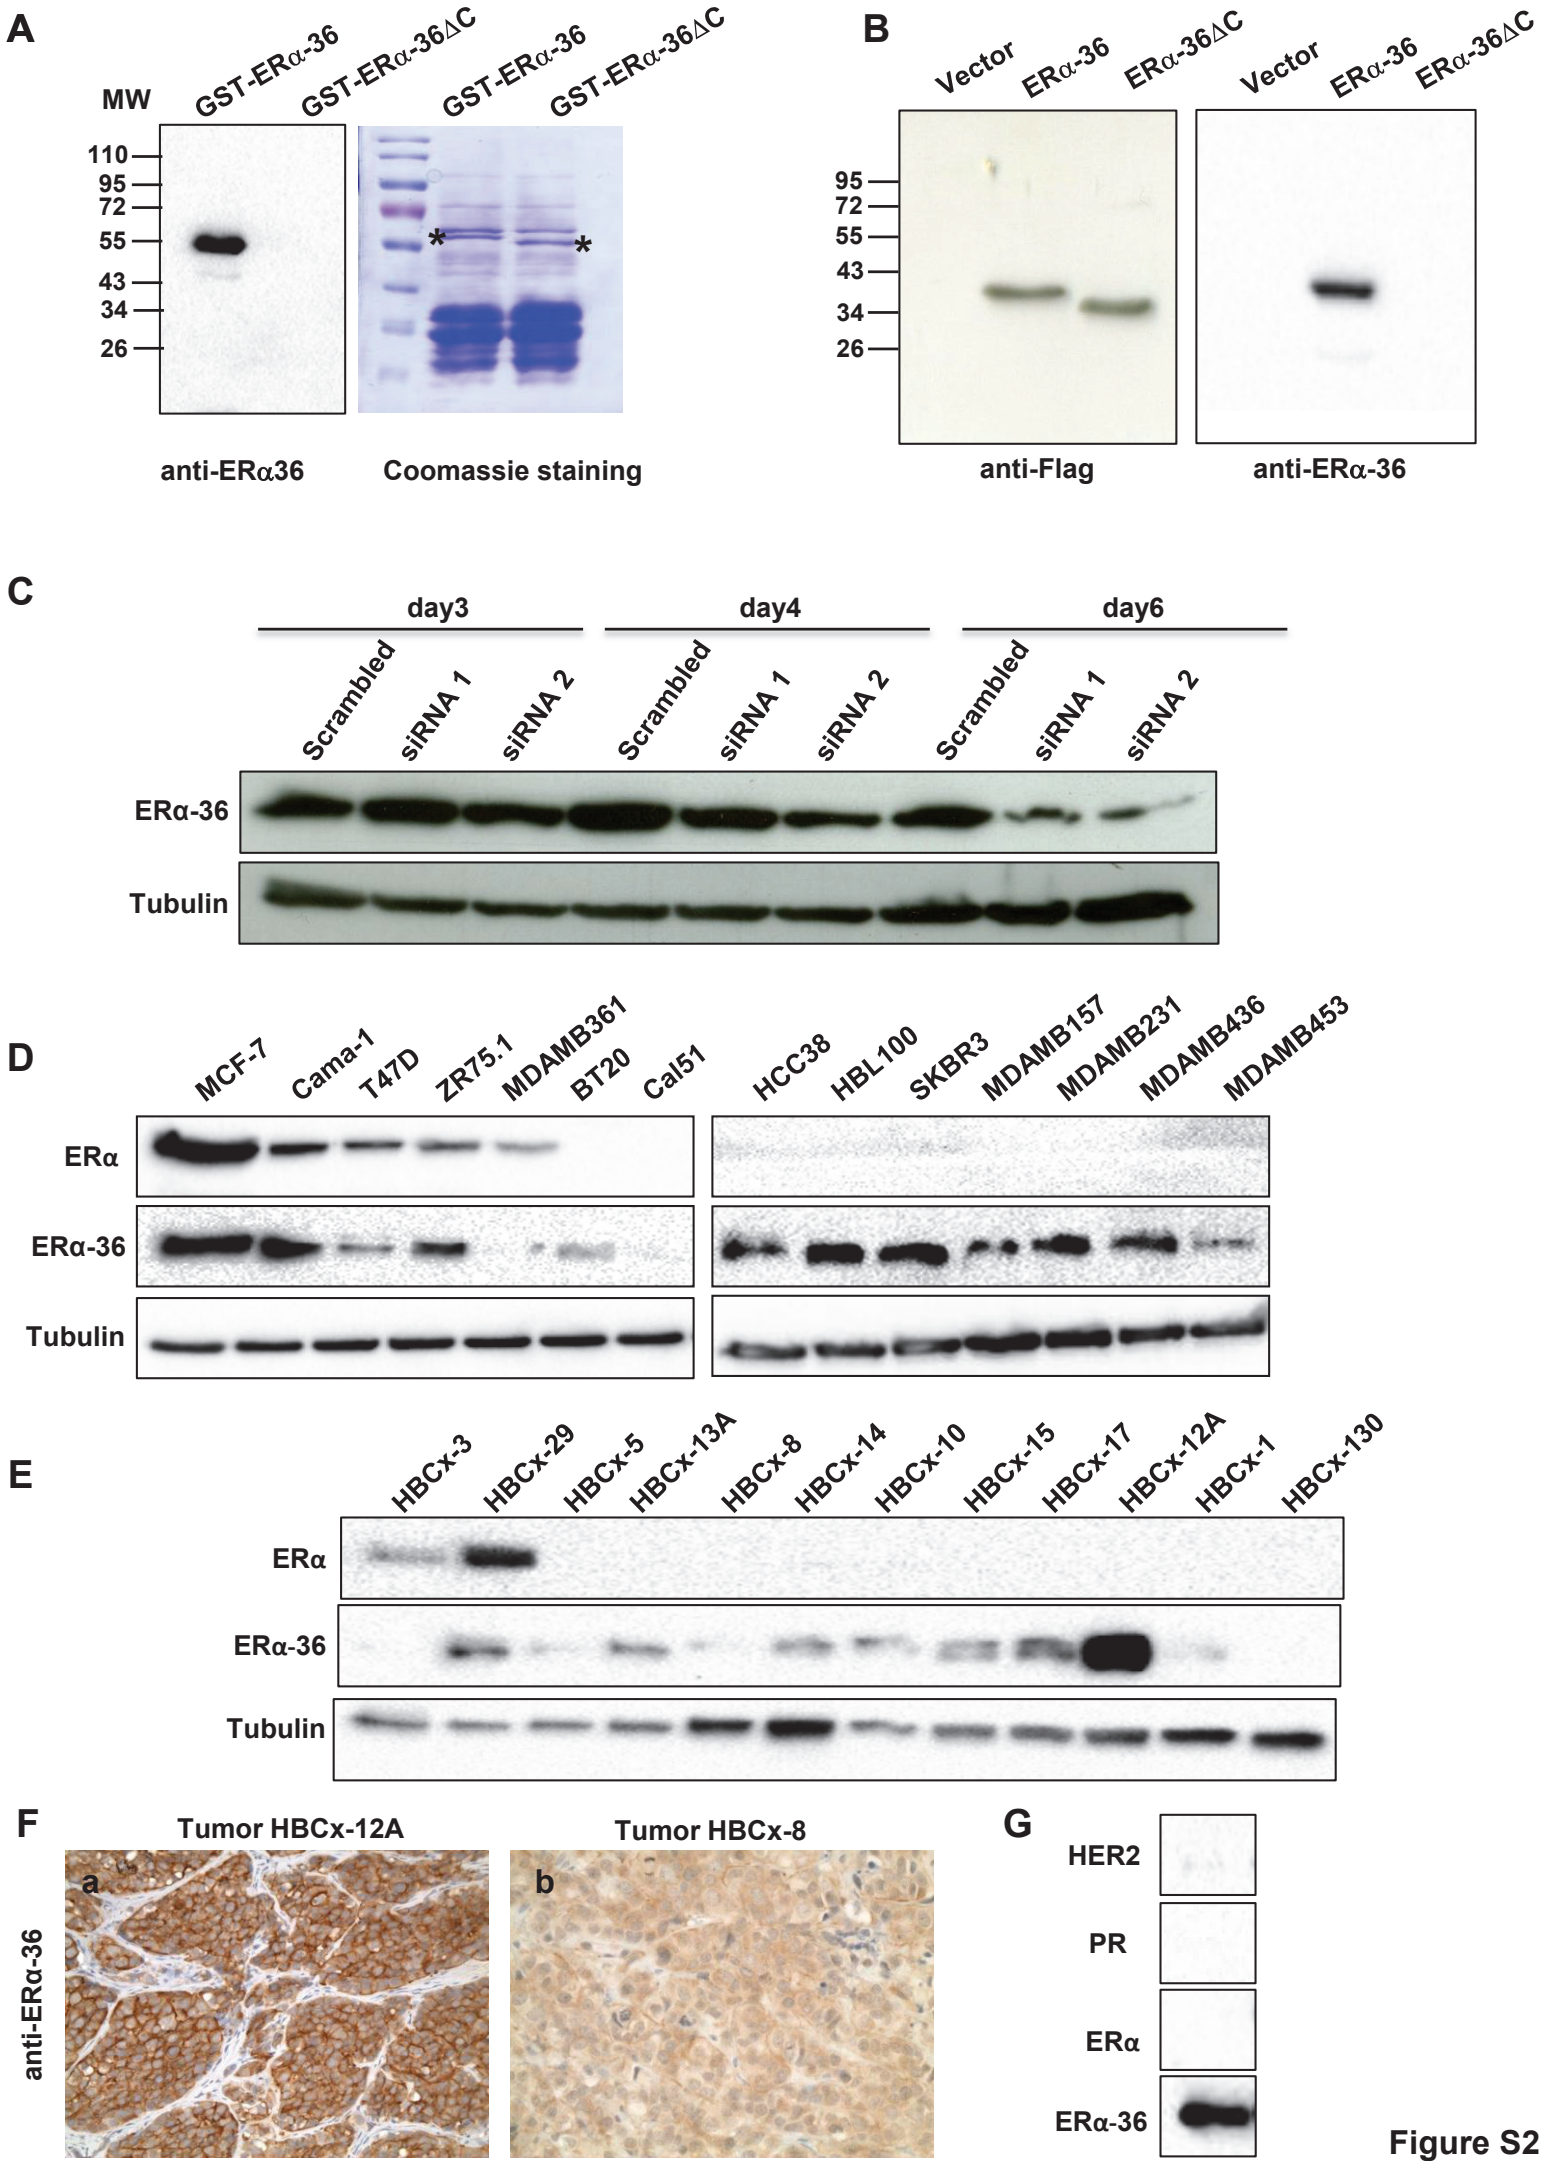 A
MW
GST-ERα-36
GST-ERα-36ΔC
GST-ERα-36
GST-ERα-36ΔC
110
95
72
55
43
34
26
*
*
anti-ERα36
Coomassie staining
B
Vector
ERα-36
ERα-36ΔC
Vector
ERα-36
ERα-36ΔC
95
72
55
43
34
26
anti-Flag
anti-ERα-36
C
day3
day4
day6
Scrambled
siRNA 1
siRNA 2
Scrambled
siRNA 1
siRNA 2
Scrambled
siRNA 1
siRNA 2
ERα-36
Tubulin
D
MCF-7
Cama-1
T47D
ZR75.1
MDAMB361
BT20
Cal51
HCC38
HBL100
SKBR3
MDAMB157
MDAMB231
MDAMB436
MDAMB453
ERα
ERα-36
Tubulin
E
HBCx-3
HBCx-29
HBCx-5
HBCx-13A
HBCx-8
HBCx-14
HBCx-10
HBCx-15
HBCx-17
HBCx-12A
HBCx-1
HBCx-130
ERα
ERα-36
Tubulin
F
Tumor HBCx-12A
Tumor HBCx-8
a
b
anti-ERα-36
G
HER2
PR
ERα
ERα-36
Figure S2